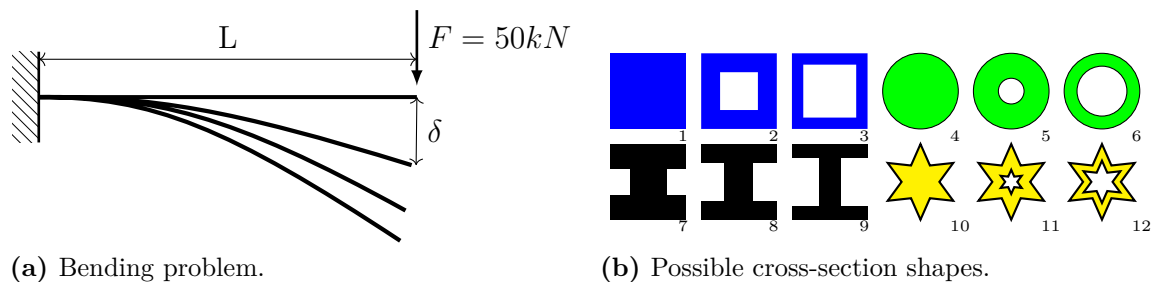 L
F = 50kN
δ
(a) Bending problem.
1 2 3 4 5 6
7 8 9 10 11 12
(b) Possible cross-section shapes.